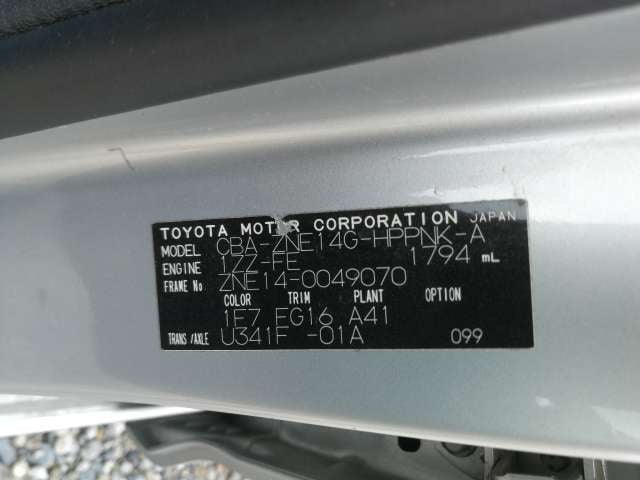 TOYOTA MOTOR CORPORATION JAPAN
MODEL CBA-ZNE14G-HPPNK-A
ENGINE 1ZZ-FE 1794 mL
FRAME No ZNE14-0049070
COLOR TRIM PLANT OPTION
1F7 FG16 A41
TRANS/AXLE U341F -01A 099